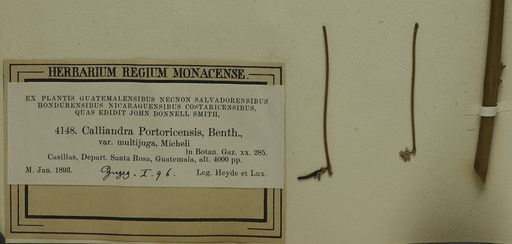 HERBARIUM REGIUM MONACENSE.
EX PLANTIS GUATEMALENSIBUS NECNON SALVADORENSIBUS
HONDURENSIBUS NICARAGUENSIBUS COSTARICENSIBUS,
QUAS EDIDIT JOHN DONNELL SMITH,
4148. Calliandra Portoricensis, Benth.,
var. multijuga, Micheli
in Botan. Gaz. xx. 285.
Casillas, Depart. Santa Rosa, Guatemala, alt. 4000 pp.
M. Jan. 1893. I. 96. Leg. Heyde et Lux.